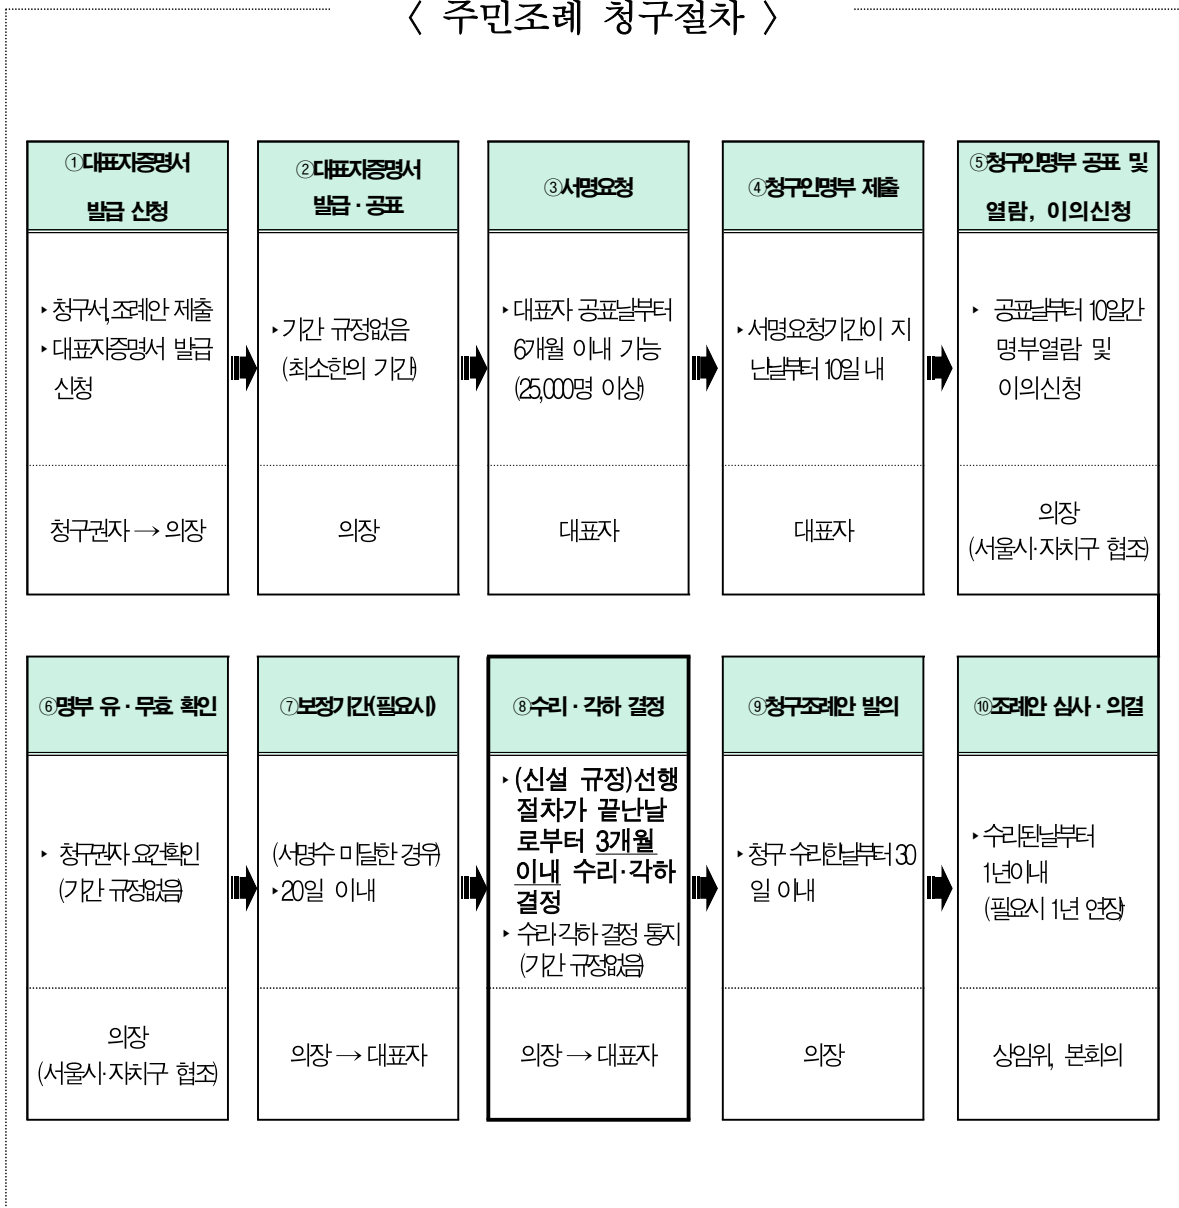 〈 주민조례 청구절차 〉
①대표자증명서
발급 신청
▸청구서,조례안 제출
▸대표자증명서 발급
신청
청구권자 → 의장
②대표자증명서
발급·공표
▸기간 규정없음
(최소한의 기간)
의장
③서명요청
▸대표자 공표날부터
6개월 이내 가능
(25,000명 이상)
대표자
④청구인명부 제출
▸서명요청기간이 지
난날부터 10일 내
대표자
⑤청구인명부 공표 및
열람, 이의신청
▸ 공표날부터 10일간
명부열람 및
이의신청
의장
(서울시·자치구 협조)
⑥명부 유·무효 확인
▸ 청구권자 요건확인
(기간 규정없음)
의장
(서울시·자치구 협조)
⑦보정기간(필요시)
(서명수 미달한 경우)
▸20일 이내
의장 → 대표자
⑧수리·각하 결정
▸(신설 규정)선행
절차가 끝난날
로부터 3개월
이내 수리·각하
결정
▸ 수리·각하 결정 통지
(기간 규정없음)
의장 → 대표자
⑨청구조례안 발의
▸청구 수리한날부터 30
일 이내
의장
⑩조례안 심사·의결
▸수리된날부터
1년이내
(필요시 1년 연장)
상임위, 본회의